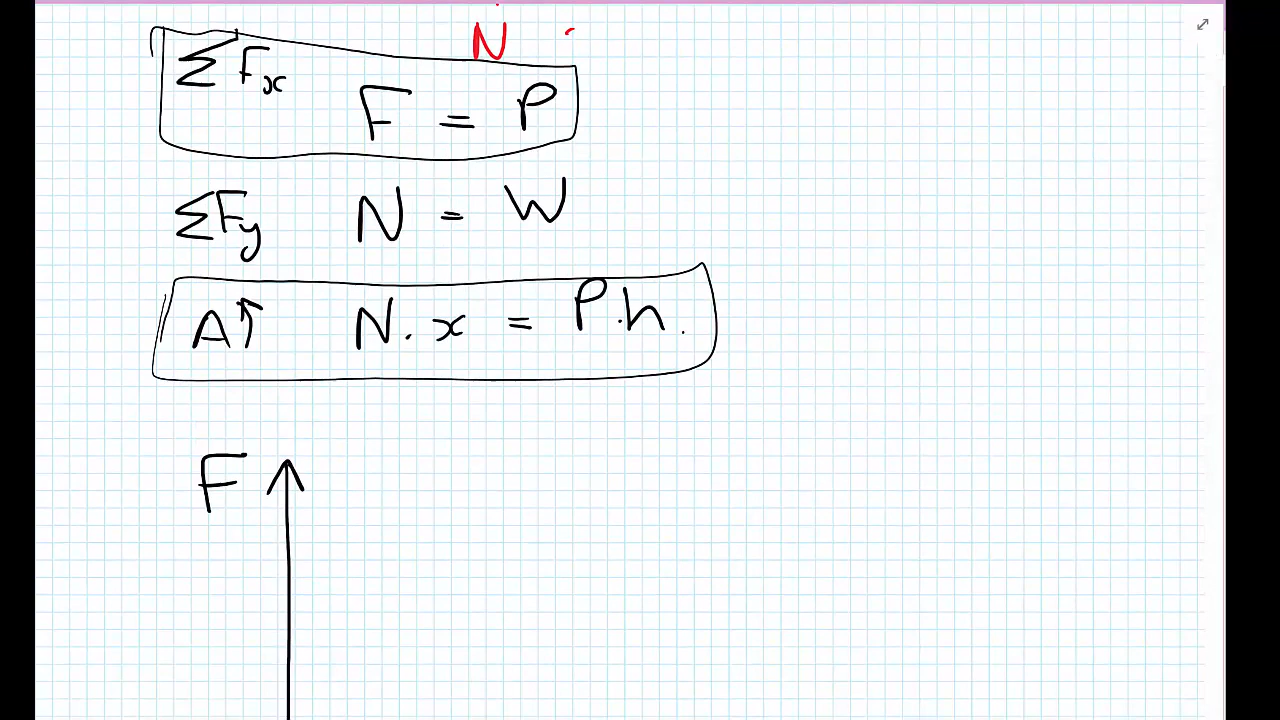 N
ΣFx F = P
ΣFy N = W
A↑ N.x = P.h.
F